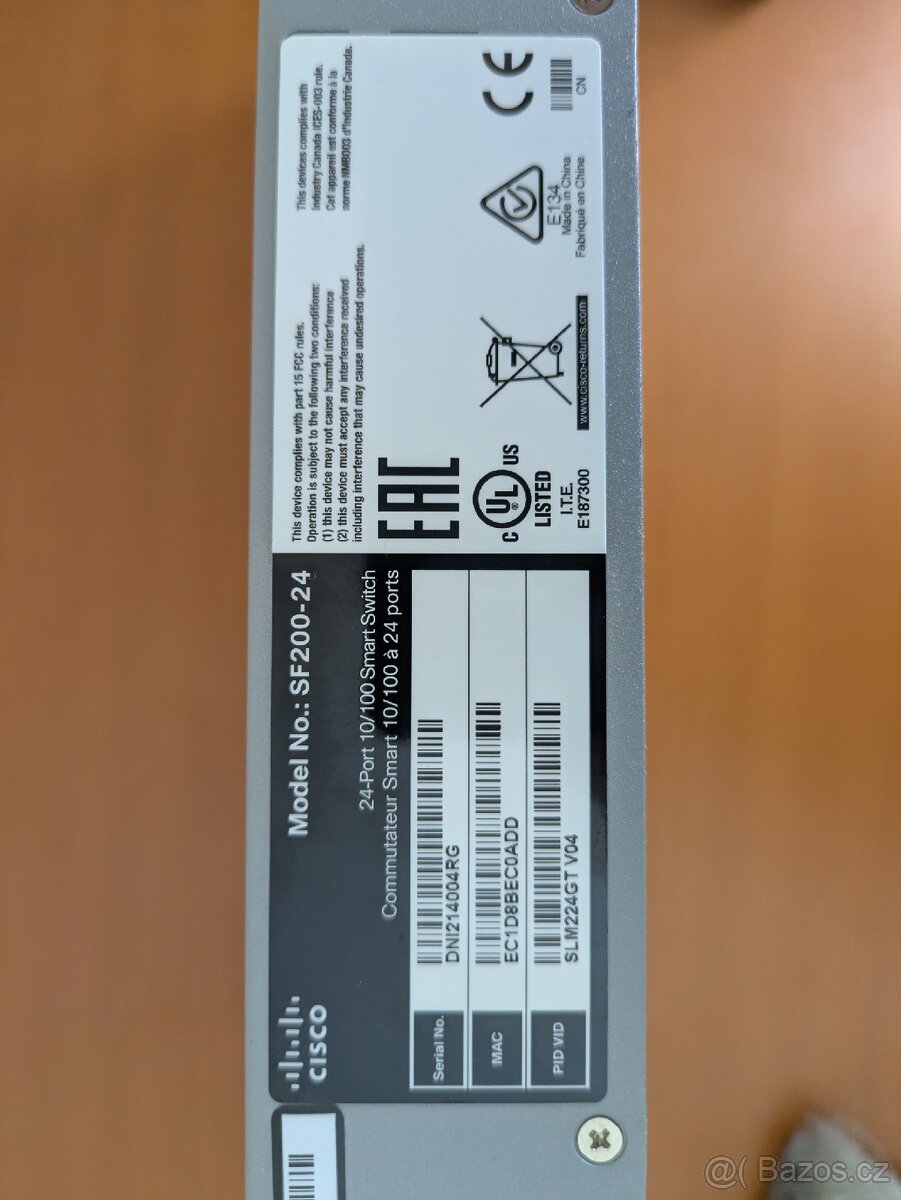 CISCO
Model No.: SF200-24
24-Port 10/100 Smart Switch
Commutateur Smart 10/100 à 24 ports
Serial No.
DNI214004RG
MAC
EC1D8BEC0ADD
PID VID
SLM224GT V04
This device complies with part 15 FCC rules.
Operation is subject to the following two conditions:
(1) this device may not cause harmful interference
(2) this device must accept any interference received
including interference that may cause undesired operations.
This devices complies with
Industry Canada ICES-003 rule.
Cet appareil est conforme à la
norme NMB003 d'Industrie Canada.
EAC
C UL ® US
LISTED
I.T.E.
E187300
www.cisco-returns.com
E134
Made in China
Fabriqué en Chine
CE
CN
@( Bazos.cz